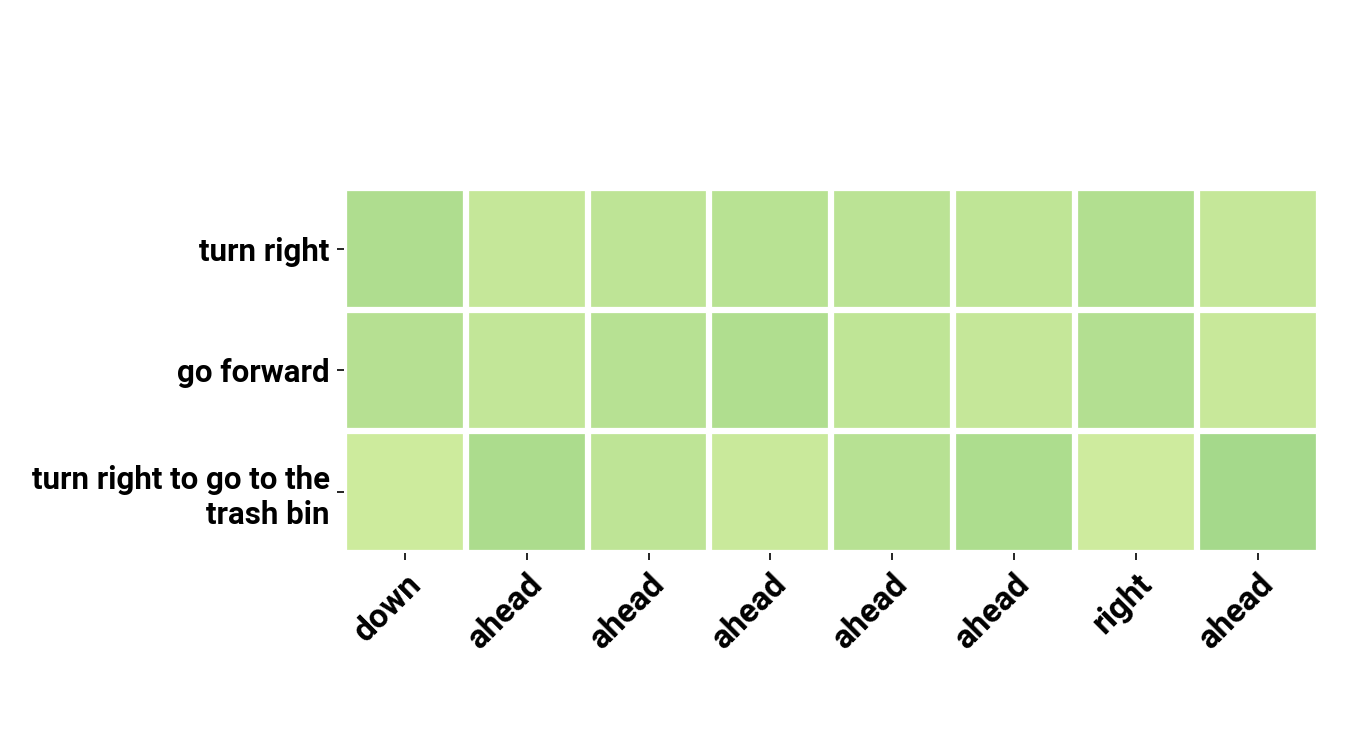 turn right
go forward
turn right to go to the
trash bin
down
ahead
ahead
ahead
ahead
ahead
right
ahead